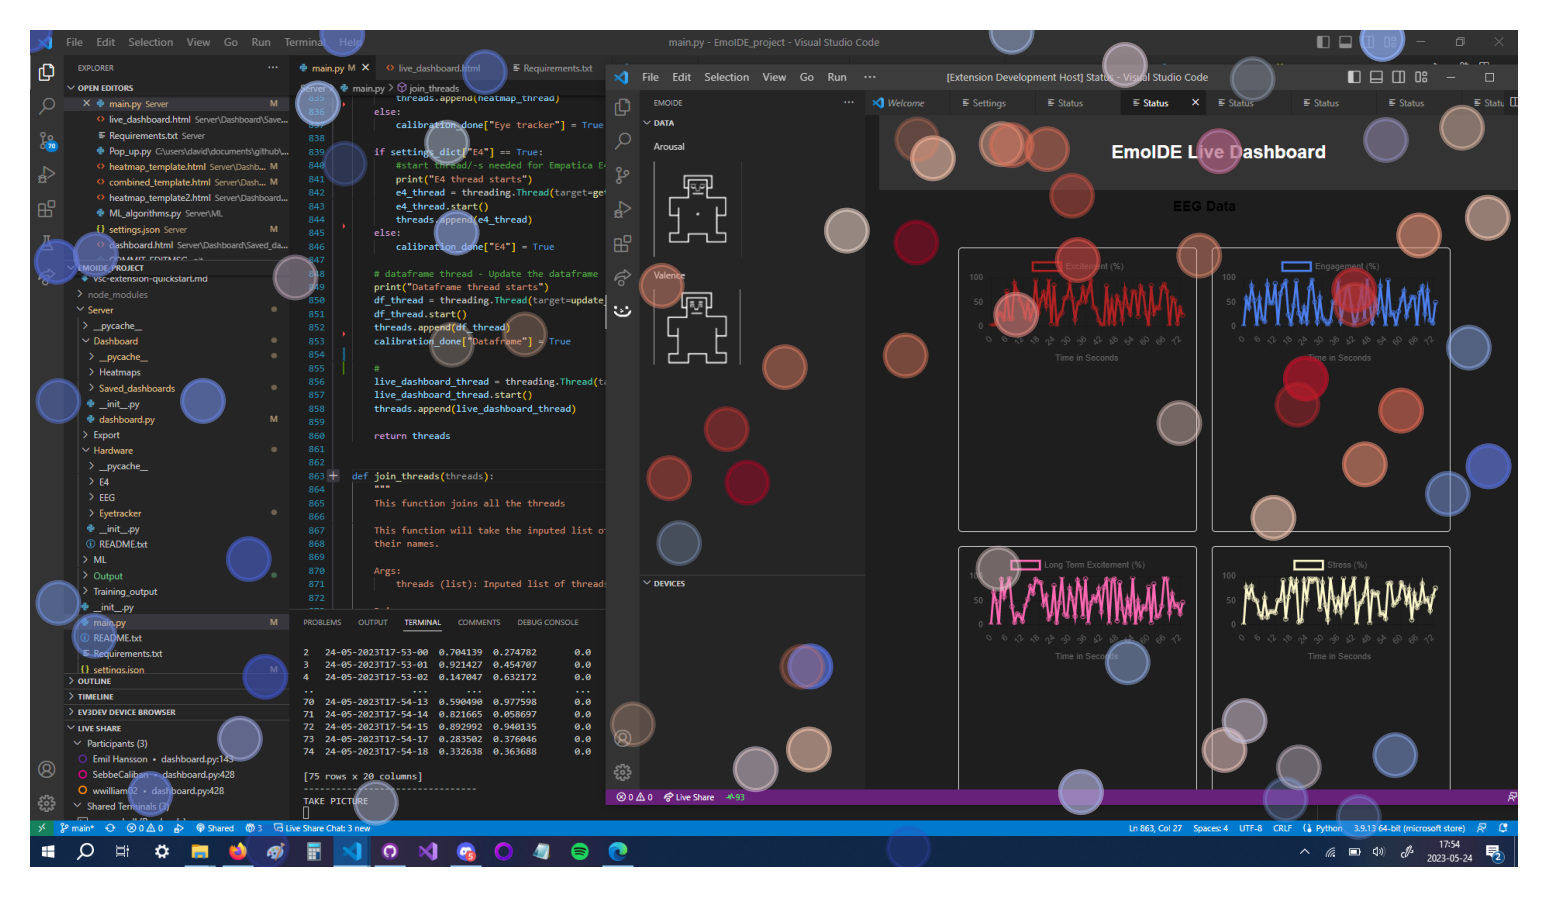 File Edit Selection View Go Run Terminal Help
main.py - EmoIDE_project - Visual Studio Code
EXPLORER
OPEN EDITORS
main.py Server M
live_dashboard.html Server\Dashboard\Save...
Requirements.txt Server
Pop_up.py C:\users\david\documents\github\...
heatmap_template.html Server\Dashb... M
combined_template.html Server\Dash... M
heatmap_template2.html Server\Dashboard...
ML_algorithms.py Server\ML
settings.json Server M
dashboard.html Server\Dashboard\Saved_da...
EMOIDE_PROJECT
vsc-extension-quickstart.md
node_modules
Server
__pycache__
Dashboard
__pycache__
Heatmaps
Saved_dashboards
__init__.py
dashboard.py M
Export
Hardware
__pycache__
E4
EEG
Eyetracker
__init__.py
README.txt
ML
Output
Training_output
__init__.py
main.py M
README.txt
Requirements.txt
settings.json M
OUTLINE
TIMELINE
EV3DEV DEVICE BROWSER
LIVE SHARE
Participants (3)
Emil Hansson • dashboard.py:143
SebbeCaliban • dashboard.py:428
wwilliam02 • dashboard.py:428
Shared Terminals (3)
main.py M
live_dashboard.html
Requirements.txt
Server > main.py > join_threads
835 threads.append(heatmap_thread)
836 else:
837 calibration_done["Eye tracker"] = True
838
839 if settings_dict["E4"] == True:
840 #start thread/-s needed for Empatica E4
841 print("E4 thread starts")
842 e4_thread = threading.Thread(target=get
843 e4_thread.start()
844 threads.append(e4_thread)
845 else:
846 calibration_done["E4"] = True
847
848 # dataframe thread - Update the dataframe
849 print("Dataframe thread starts")
850 df_thread = threading.Thread(target=update_
851 df_thread.start()
852 threads.append(df_thread)
853 calibration_done["Dataframe"] = True
854
855 #
856 live_dashboard_thread = threading.Thread(ta
857 live_dashboard_thread.start()
858 threads.append(live_dashboard_thread)
859
860 return threads
861
862
863 def join_threads(threads):
864 """
865 This function joins all the threads
866
867 This function will take the inputed list of
868 their names.
869
870 Args:
871 threads (list): Inputed list of threads
872
PROBLEMS OUTPUT TERMINAL COMMENTS DEBUG CONSOLE
2 24-05-2023T17-53-00 0.704139 0.274782 0.0
3 24-05-2023T17-53-01 0.921427 0.454707 0.0
4 24-05-2023T17-53-02 0.147047 0.632172 0.0
.. ... ... ... ...
70 24-05-2023T17-54-13 0.590490 0.977598 0.0
71 24-05-2023T17-54-14 0.821665 0.058697 0.0
72 24-05-2023T17-54-15 0.892992 0.940135 0.0
73 24-05-2023T17-54-17 0.283502 0.376046 0.0
74 24-05-2023T17-54-18 0.332638 0.363688 0.0
[75 rows x 20 columns]
--------------------------------
TAKE PICTURE
File Edit Selection View Go Run ...
[Extension Development Host] Status - Visual Studio Code
EMOIDE
DATA
Arousal
Valence
DEVICES
Welcome Settings Status Status Status Status Status Statu
EmoIDE Live Dashboard
EEG Data
Excitement (%)
100
50
0
0 6 12 18 24 30 36 42 48 54 60 66 72
Time in Seconds
Engagement (%)
100
50
0
0 6 12 18 24 30 36 42 48 54 60 66 72
Time in Seconds
Long Term Excitement (%)
100
50
0
0 6 12 18 24 30 36 42 48 54 60 66 72
Time in Seconds
Stress (%)
100
50
0
0 6 12 18 24 30 36 42 48 54 60 66 72
Time in Seconds
0 0 Live Share 93
main* 0 0 Shared 3 Live Share Chat: 3 new
Ln 863, Col 27 Spaces: 4 UTF-8 CRLF Python 3.9.13 64-bit (microsoft store)
17:54
2023-05-24
2